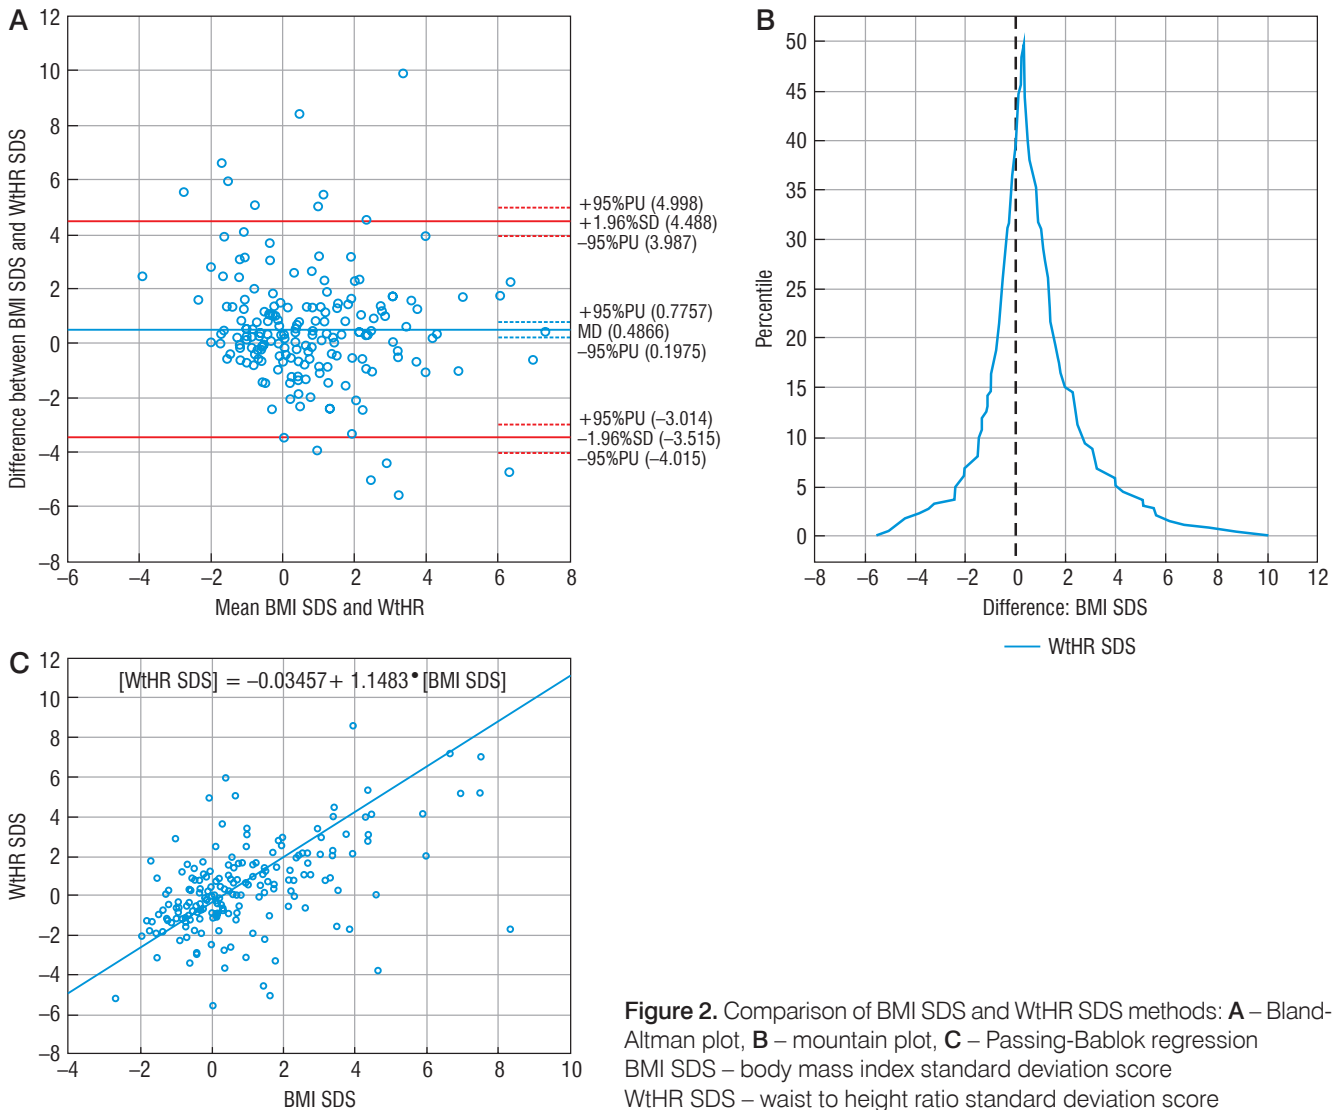 A
Difference between BMI SDS and WtHR SDS
12
10
8
6
4
2
0
–2
–4
–6
–8
–6
–4
–2
0
2
4
6
8
Mean BMI SDS and WtHR
+95%PU (4.998)
+1.96%SD (4.488)
–95%PU (3.987)
+95%PU (0.7757)
MD (0.4866)
–95%PU (0.1975)
+95%PU (–3.014)
–1.96%SD (–3.515)
–95%PU (–4.015)
B
Percentile
50
45
40
35
30
25
20
15
10
5
0
–8
–6
–4
–2
0
2
4
6
8
10
12
Difference: BMI SDS
WtHR SDS
C
[WtHR SDS] = –0.03457+ 1.1483•[BMI SDS]
WtHR SDS
12
10
8
6
4
2
0
–2
–4
–6
–8
–4
–2
0
2
4
6
8
10
BMI SDS
Figure 2. Comparison of BMI SDS and WtHR SDS methods: A – Bland-
Altman plot, B – mountain plot, C – Passing-Bablok regression
BMI SDS – body mass index standard deviation score
WtHR SDS – waist to height ratio standard deviation score